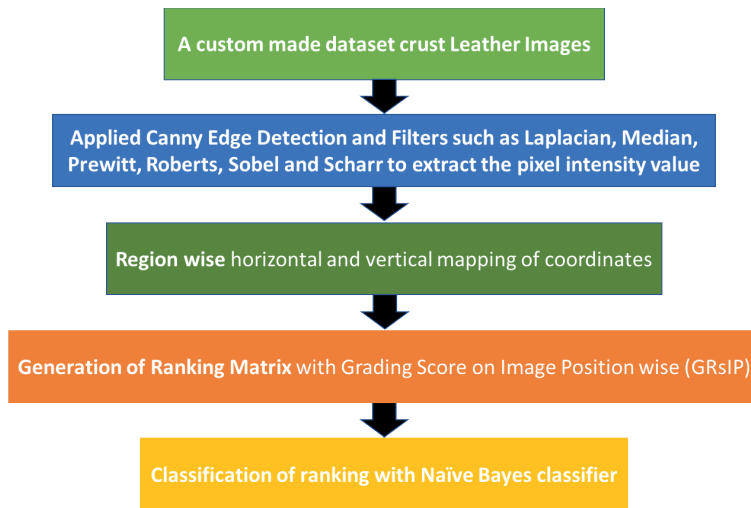 A custom made dataset crust Leather Images
Applied Canny Edge Detection and Filters such as Laplacian, Median,
Prewitt, Roberts, Sobel and Scharr to extract the pixel intensity value
Region wise horizontal and vertical mapping of coordinates
Generation of Ranking Matrix with Grading Score on Image Position wise (GRsIP)
Classification of ranking with Naïve Bayes classifier